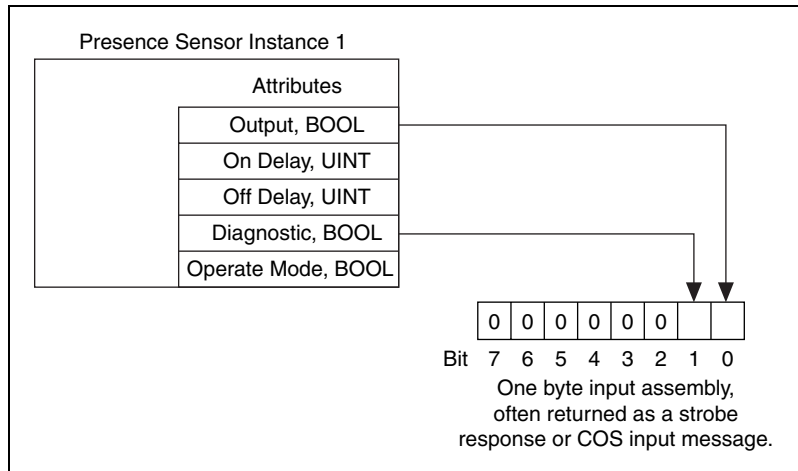 Presence Sensor Instance 1
Attributes
Output, BOOL
On Delay, UINT
Off Delay, UINT
Diagnostic, BOOL
Operate Mode, BOOL
0 0 0 0 0 0
Bit 7 6 5 4 3 2 1 0
One byte input assembly,
often returned as a strobe
response or COS input message.